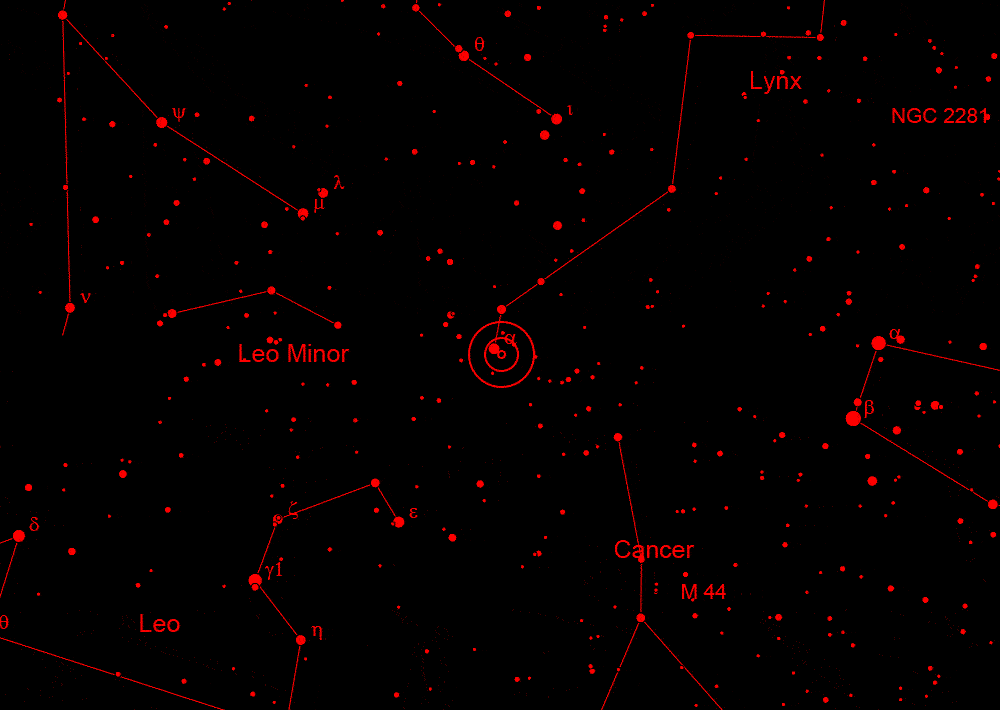 θ
Lynx
ψ
ι
NGC 2281
λ
μ
ν
α
α
Leo Minor
β
ζ
ε
δ
Cancer
γ1
M 44
θ
Leo
η